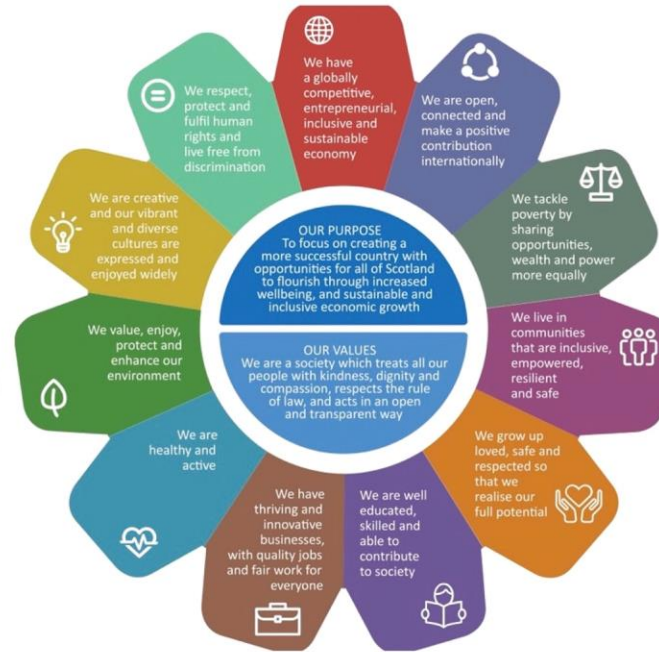 OUR PURPOSE
To focus on creating a
more successful country with
opportunities for all of Scotland
to flourish through increased
wellbeing, and sustainable and
inclusive economic growth
OUR VALUES
We are a society which treats all our
people with kindness, dignity and
compassion, respects the rule
of law, and acts in an open
and transparent way
We have
a globally
competitive,
entrepreneurial,
inclusive and
sustainable
economy
We are open,
connected and
make a positive
contribution
internationally
We tackle
poverty by
sharing
opportunities,
wealth and power
more equally
We live in
communities
that are inclusive,
empowered,
resilient
and safe
We grow up
loved, safe and
respected so
that we
realise our
full potential
We are well
educated,
skilled and
able to
contribute
to society
We have
thriving and
innovative
businesses,
with quality jobs
and fair work for
everyone
We are
healthy and
active
We value, enjoy,
protect and
enhance our
environment
We are creative
and our vibrant
and diverse
cultures are
expressed and
enjoyed widely
We respect,
protect and
fulfil human
rights and
live free from
discrimination